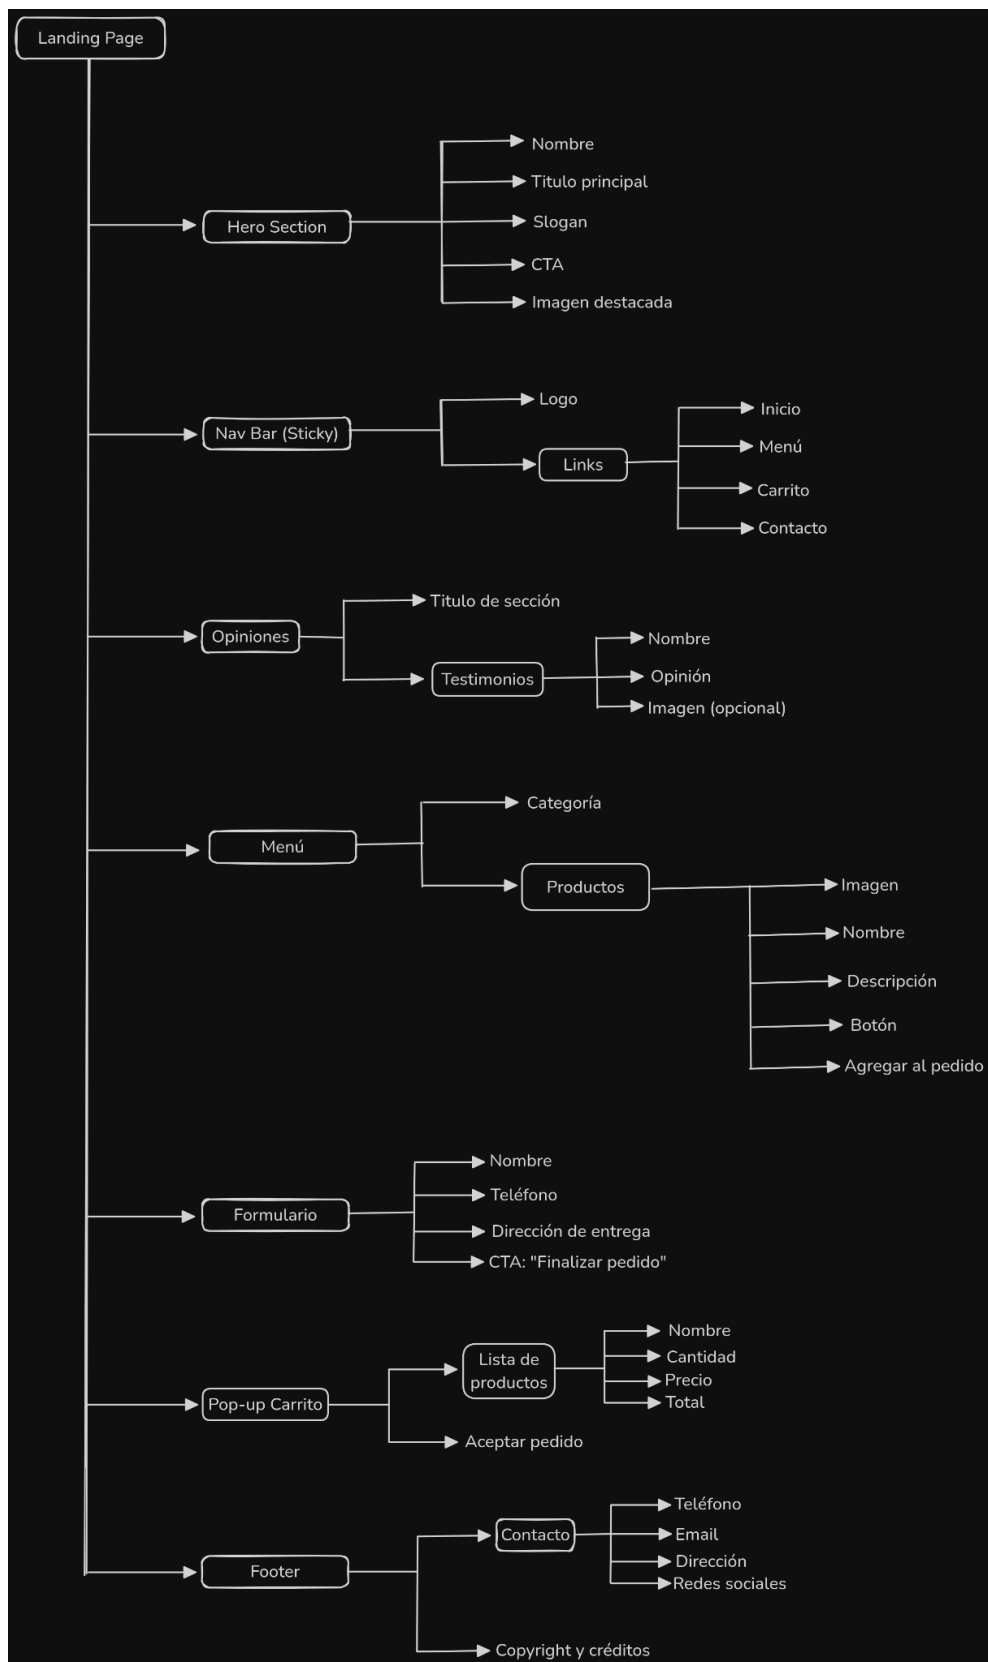 Landing Page
Hero Section
Nombre
Titulo principal
Slogan
CTA
Imagen destacada
Nav Bar (Sticky)
Logo
Links
Inicio
Menú
Carrito
Contacto
Opiniones
Titulo de sección
Testimonios
Nombre
Opinión
Imagen (opcional)
Menú
Categoría
Productos
Imagen
Nombre
Descripción
Botón
Agregar al pedido
Formulario
Nombre
Teléfono
Dirección de entrega
CTA: "Finalizar pedido"
Pop-up Carrito
Lista de
productos
Nombre
Cantidad
Precio
Total
Aceptar pedido
Footer
Contacto
Teléfono
Email
Dirección
Redes sociales
Copyright y créditos